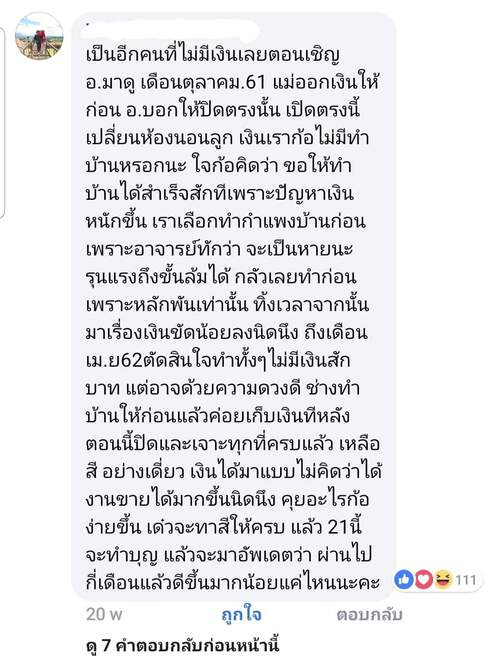 เป็นอีกคนที่ไม่มีเงินเลยตอนเชิญ
อ.มาดู เดือนตุลาคม.61 แม่ออกเงินให้
ก่อน อ.บอกให้ปิดตรงนั้น เปิดตรงนี้
เปลี่ยนห้องนอนลูก เงินเราก้อไม่มีทำ
บ้านหรอกนะ ใจก้อคิดว่า ขอให้ทำ
บ้านได้สำเร็จสักทีเพราะปัญหาเงิน
หนักขึ้น เราเลือกทำกำแพงบ้านก่อน
เพราะอาจารย์ทักว่า จะเป็นหายนะ
รุนแรงถึงขั้นล้มได้ กลัวเลยทำก่อน
เพราะหลักพันเท่านั้น ทิ้งเวลาจากนั้น
มาเรื่องเงินขัดน้อยลงนิดนึง ถึงเดือน
เม.ย62ตัดสินใจทำทั้งๆไม่มีเงินสัก
บาท แต่อาจด้วยความดวงดี ช่างทำ
บ้านให้ก่อนแล้วค่อยเก็บเงินทีหลัง
ตอนนี้ปิดและเจาะทุกที่ครบแล้ว เหลือ
สี อย่างเดี่ยว เงินได้มาแบบไม่คิดว่าได้
งานขายได้มากขึ้นนิดนึง คุยอะไรก้อ
ง่ายขึ้น เด๋วจะทาสีให้ครบ แล้ว 21นี้
จะทำบุญ แล้วจะมาอัพเดตว่า ผ่านไป
กี่เดือนแล้วดีขึ้นมากน้อยแค่ไหนนะคะ
111
20 w ถูกใจ ตอบกลับ
ดู 7 คำตอบกลับก่อนหน้านี้